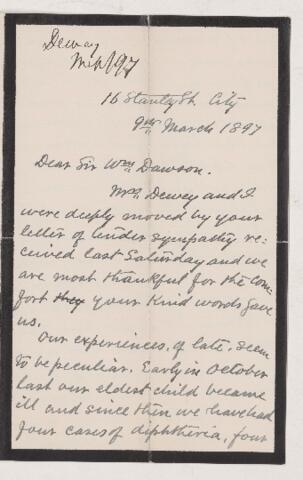 Dewey
Mch 9/97
16 Stanley St. City
9th March 1897
Dear Sir Wm Dawson.
Mrs Dewey and I
were deeply moved by your
letter of tender sympathy re-
ceived last Saturday and we
are most thankful for the com-
fort they your kind words gave
us.
Our experiences, of late, seem
to be peculiar. Early in October
last our eldest child became
ill and since then we have had
four cases of diphtheria, four